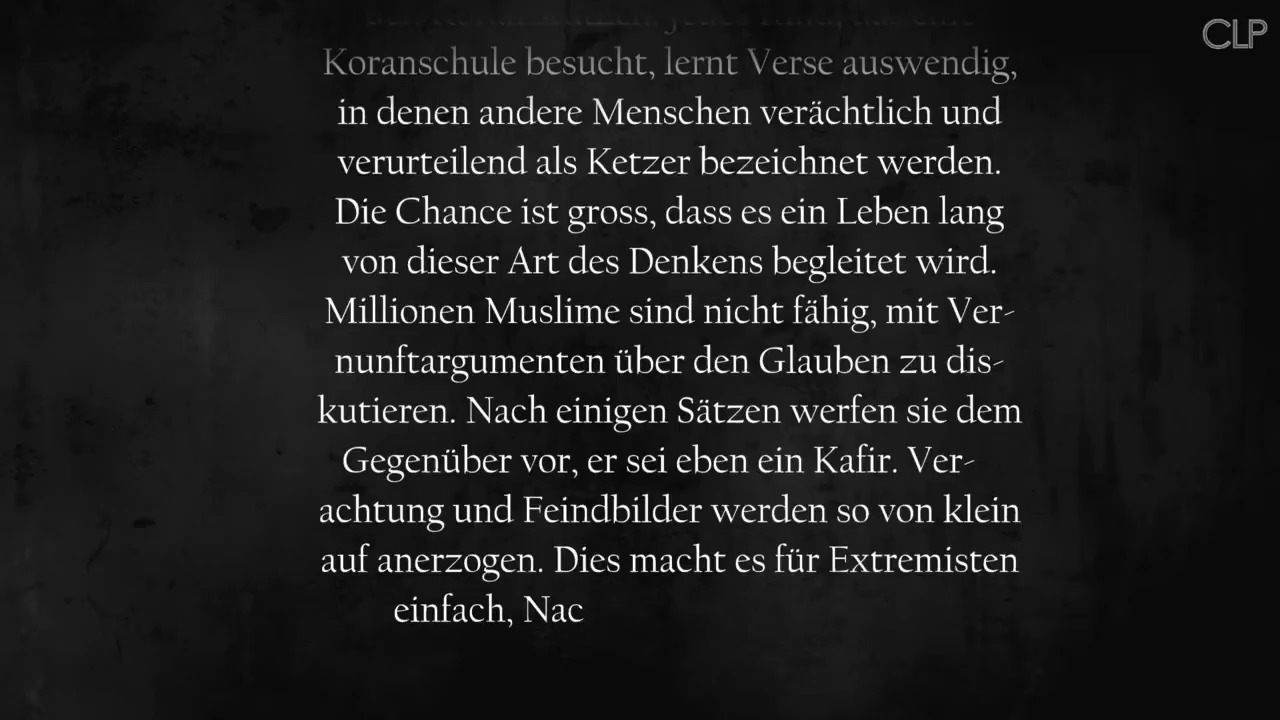 CLP
Koranschule besucht, lernt Verse auswendig,
in denen andere Menschen verächtlich und
verurteilend als Ketzer bezeichnet werden.
Die Chance ist gross, dass es ein Leben lang
von dieser Art des Denkens begleitet wird.
Millionen Muslime sind nicht fähig, mit Ver-
nunftargumenten über den Glauben zu dis-
kutieren. Nach einigen Sätzen werfen sie dem
Gegenüber vor, er sei eben ein Kafir. Ver-
achtung und Feindbilder werden so von klein
auf anerzogen. Dies macht es für Extremisten
einfach, Nac